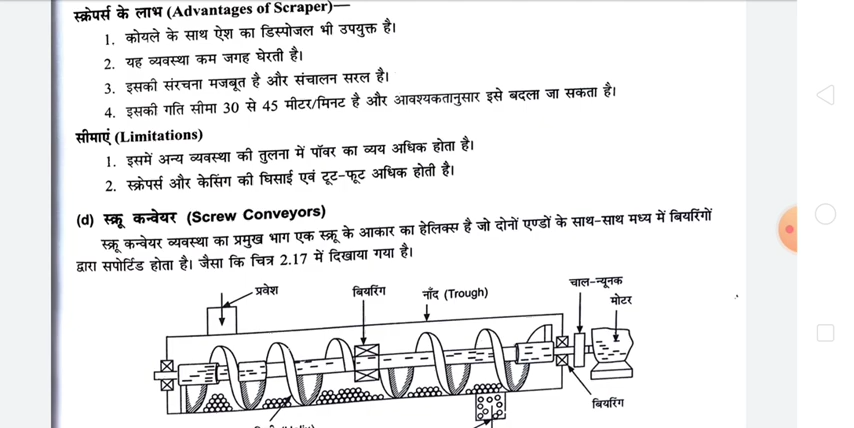 स्क्रेपर्स के लाभ (Advantages of Scraper)—
1. कोयले के साथ ऐश का डिस्पोजल भी उपयुक्त है।
2. यह व्यवस्था कम जगह घेरती है।
3. इसकी संरचना मजबूत है और संचालन सरल है।
4. इसकी गति सीमा 30 से 45 मीटर/मिनट है और आवश्यकतानुसार इसे बदला जा सकता है।
सीमाएं (Limitations)
1. इसमें अन्य व्यवस्था की तुलना में पॉवर का व्यय अधिक होता है।
2. स्क्रेपर्स और केसिंग की घिसाई एवं टूट-फूट अधिक होती है।
(d) स्क्रू कन्वेयर (Screw Conveyors)
स्क्रू कन्वेयर व्यवस्था का प्रमुख भाग एक स्क्रू के आकार का हेलिक्स है जो दोनों एण्डों के साथ-साथ मध्य में बियरिंगों
द्वारा सपोर्टिड होता है। जैसा कि चित्र 2.17 में दिखाया गया है।
प्रवेश
बियरिंग
नाँद (Trough)
चाल-न्यूनक
मोटर
बियरिंग